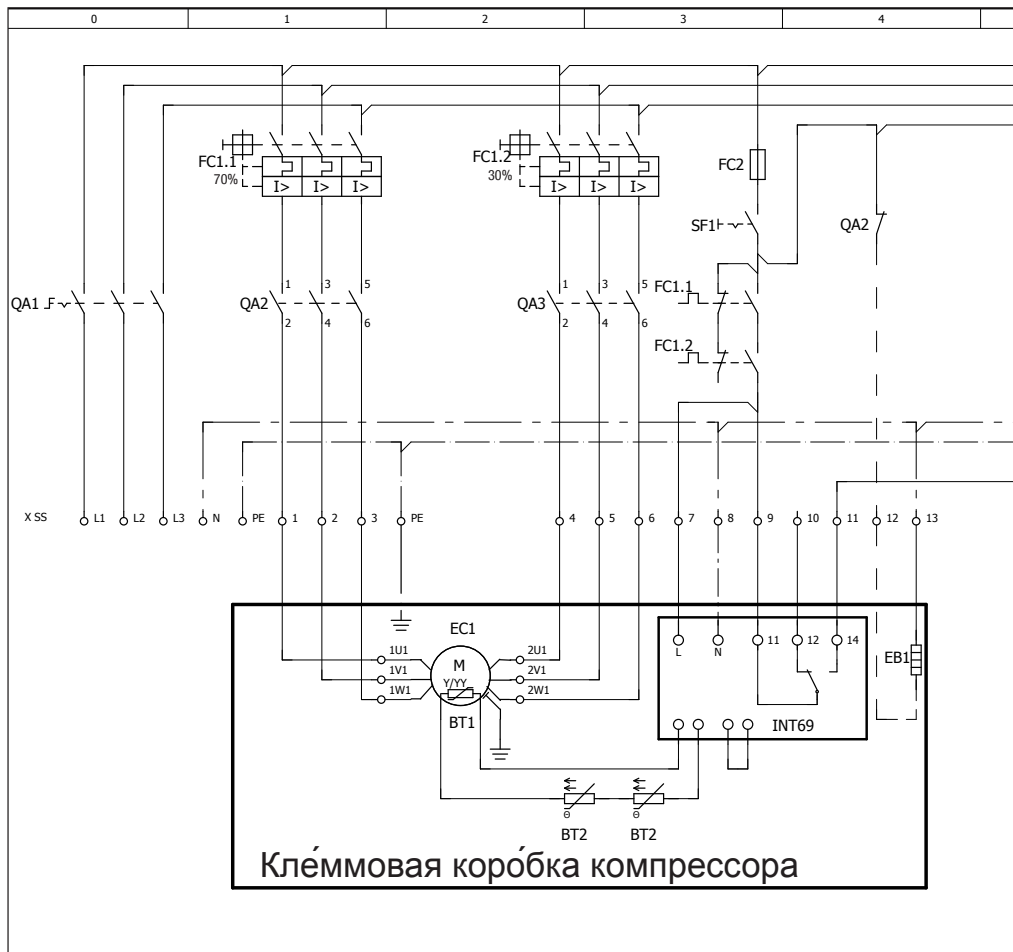 0 1 2 3 4
FC1.1
70%
FC1.2
30%
I> I> I>
I> I> I>
FC2
SF1
QA2
QA1
QA2
1 3 5
2 4 6
QA3
1 3 5
2 4 6
FC1.1
FC1.2
X SS L1 L2 L3 N PE 1 2 3 PE 4 5 6 7 8 9 10 11 12 13
EC1
1U1
1V1
1W1
M
Y/YY
2U1
2V1
2W1
BT1
L N 11 12 14
INT69
EB1
Θ Θ
BT2 BT2
Кле́ммовая коро́бка компрессора